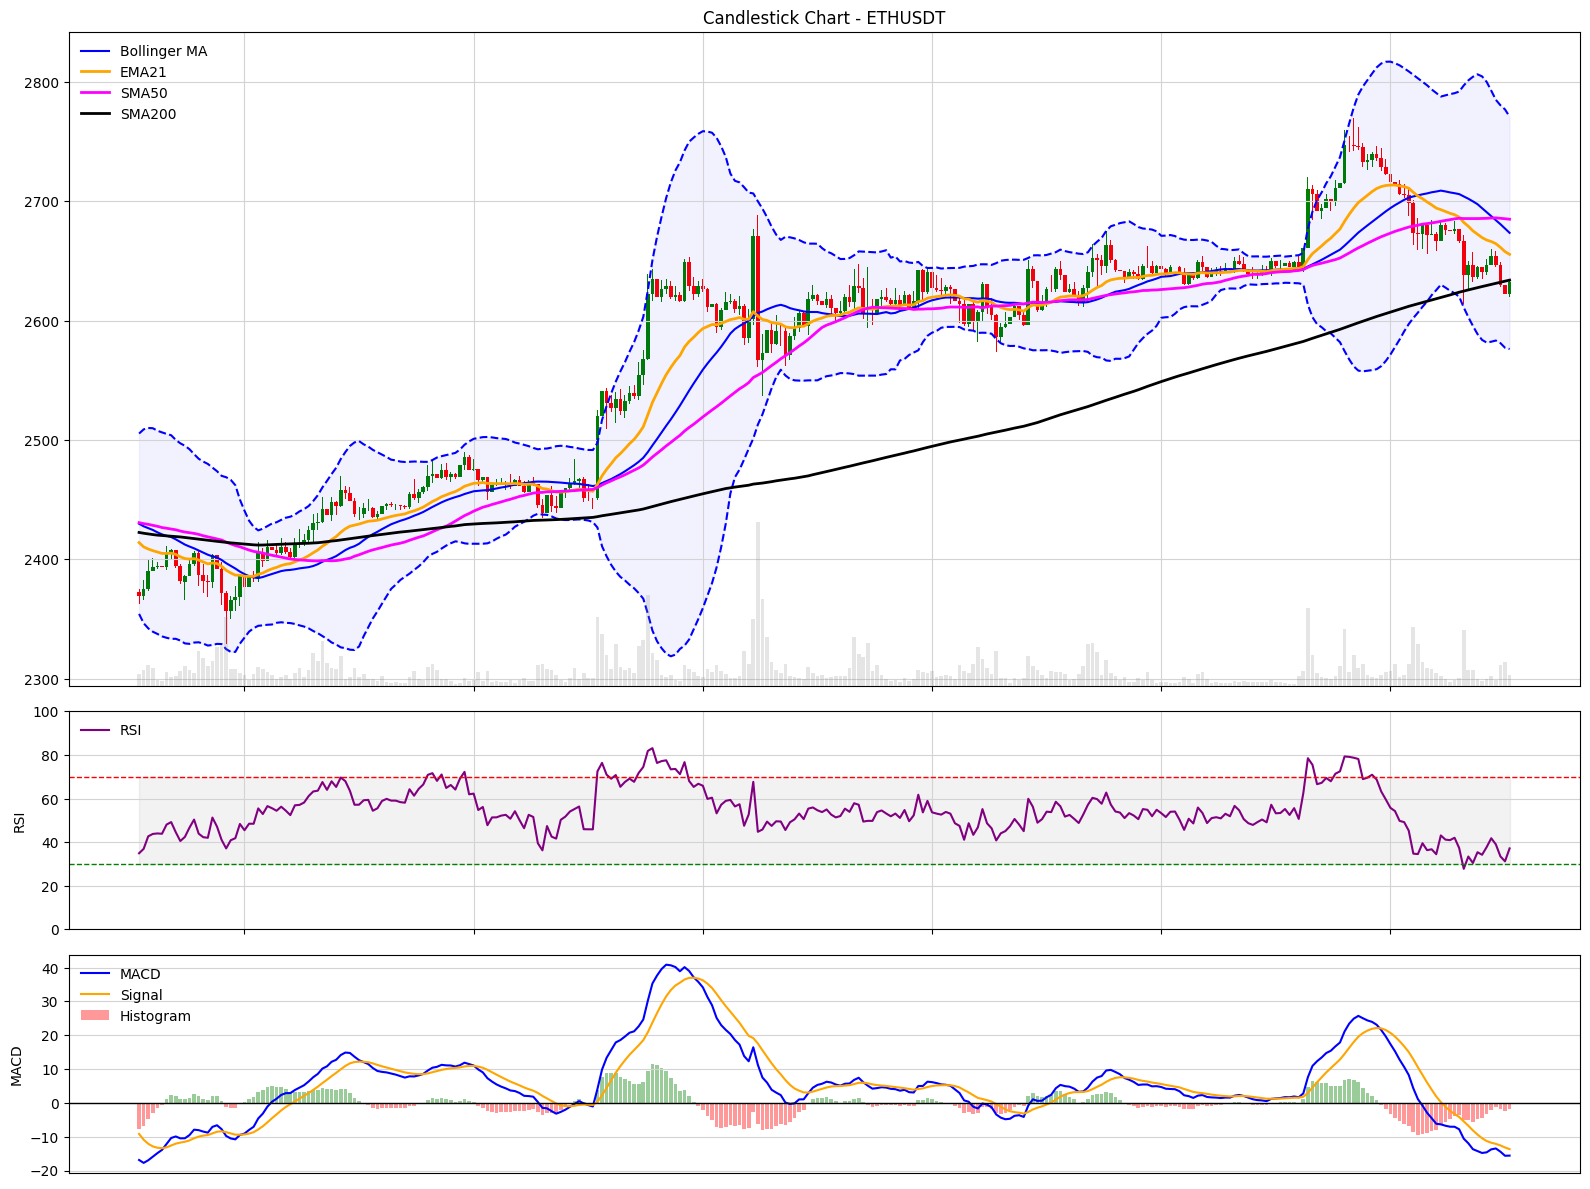 Candlestick Chart - ETHUSDT
Bollinger MA
EMA21
SMA50
SMA200
2800
2700
2600
2500
2400
2300
RSI
100
80
60
40
20
0
RSI
MACD
Signal
Histogram
40
30
20
10
0
−10
−20
MACD